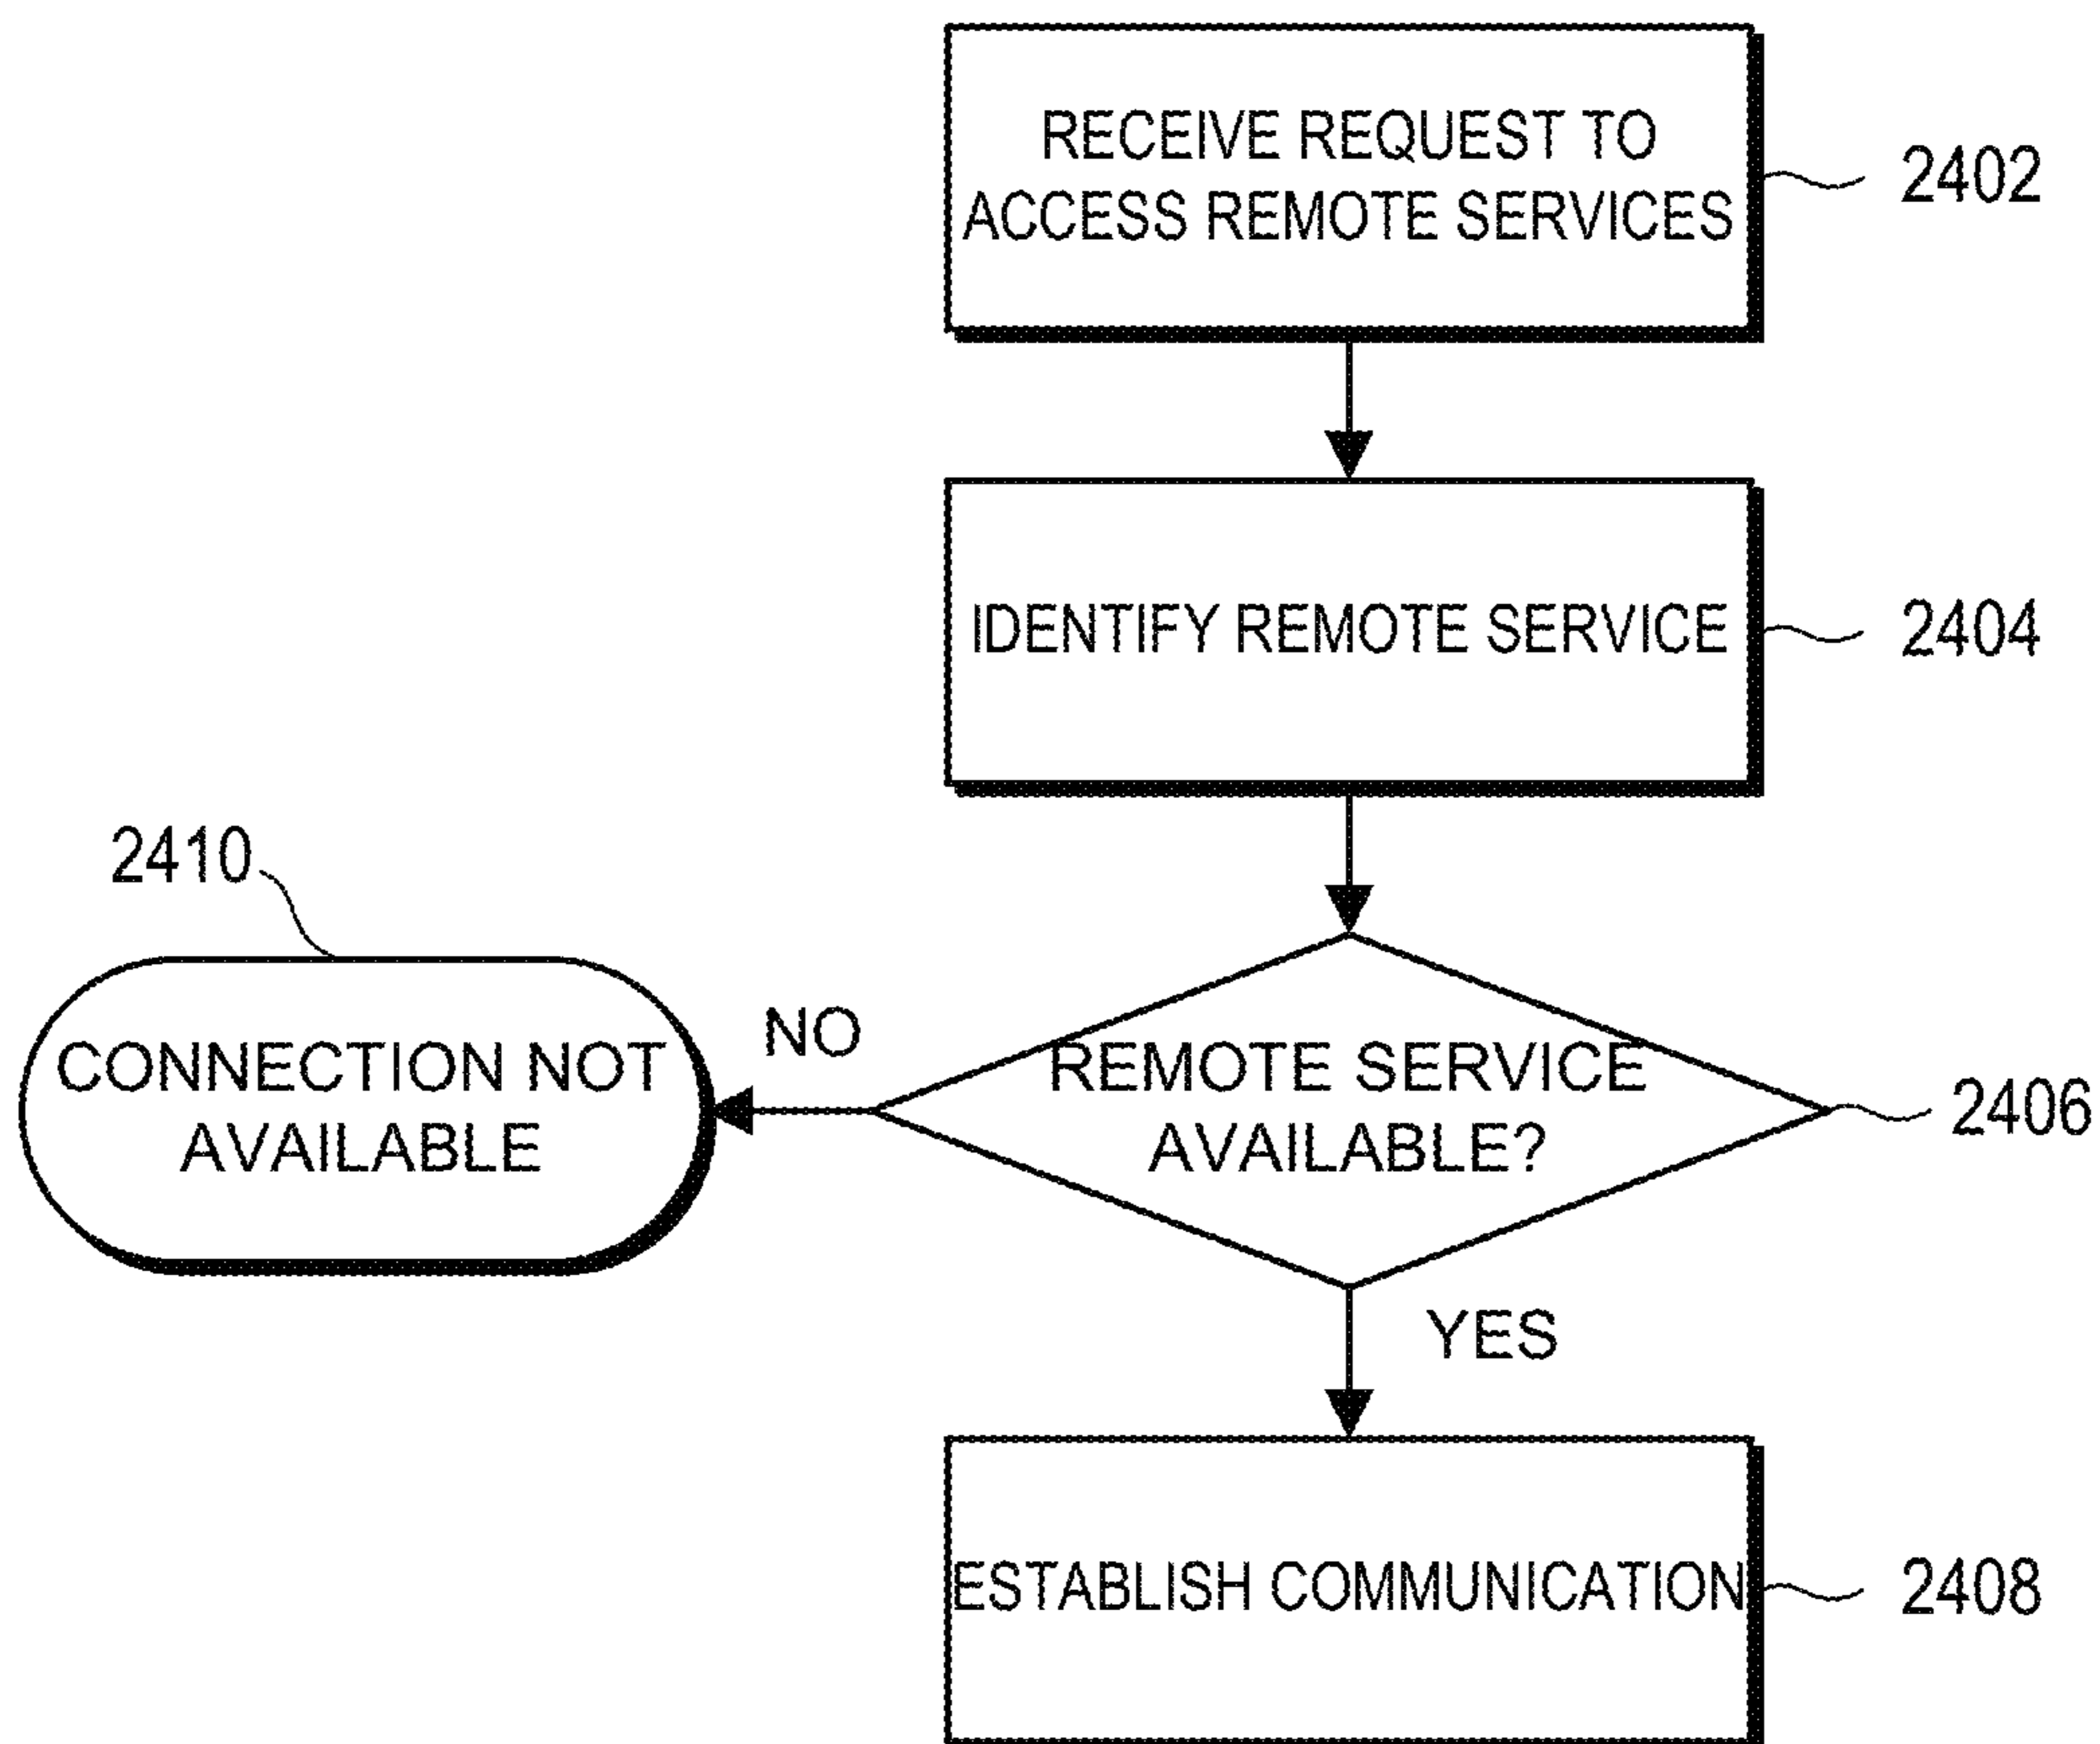 RECEIVE REQUEST TO
ACCESS REMOTE SERVICES
2402
IDENTIFY REMOTE SERVICE
2404
2410
CONNECTION NOT
AVAILABLE
NO
REMOTE SERVICE
AVAILABLE?
2406
YES
ESTABLISH COMMUNICATION
2408